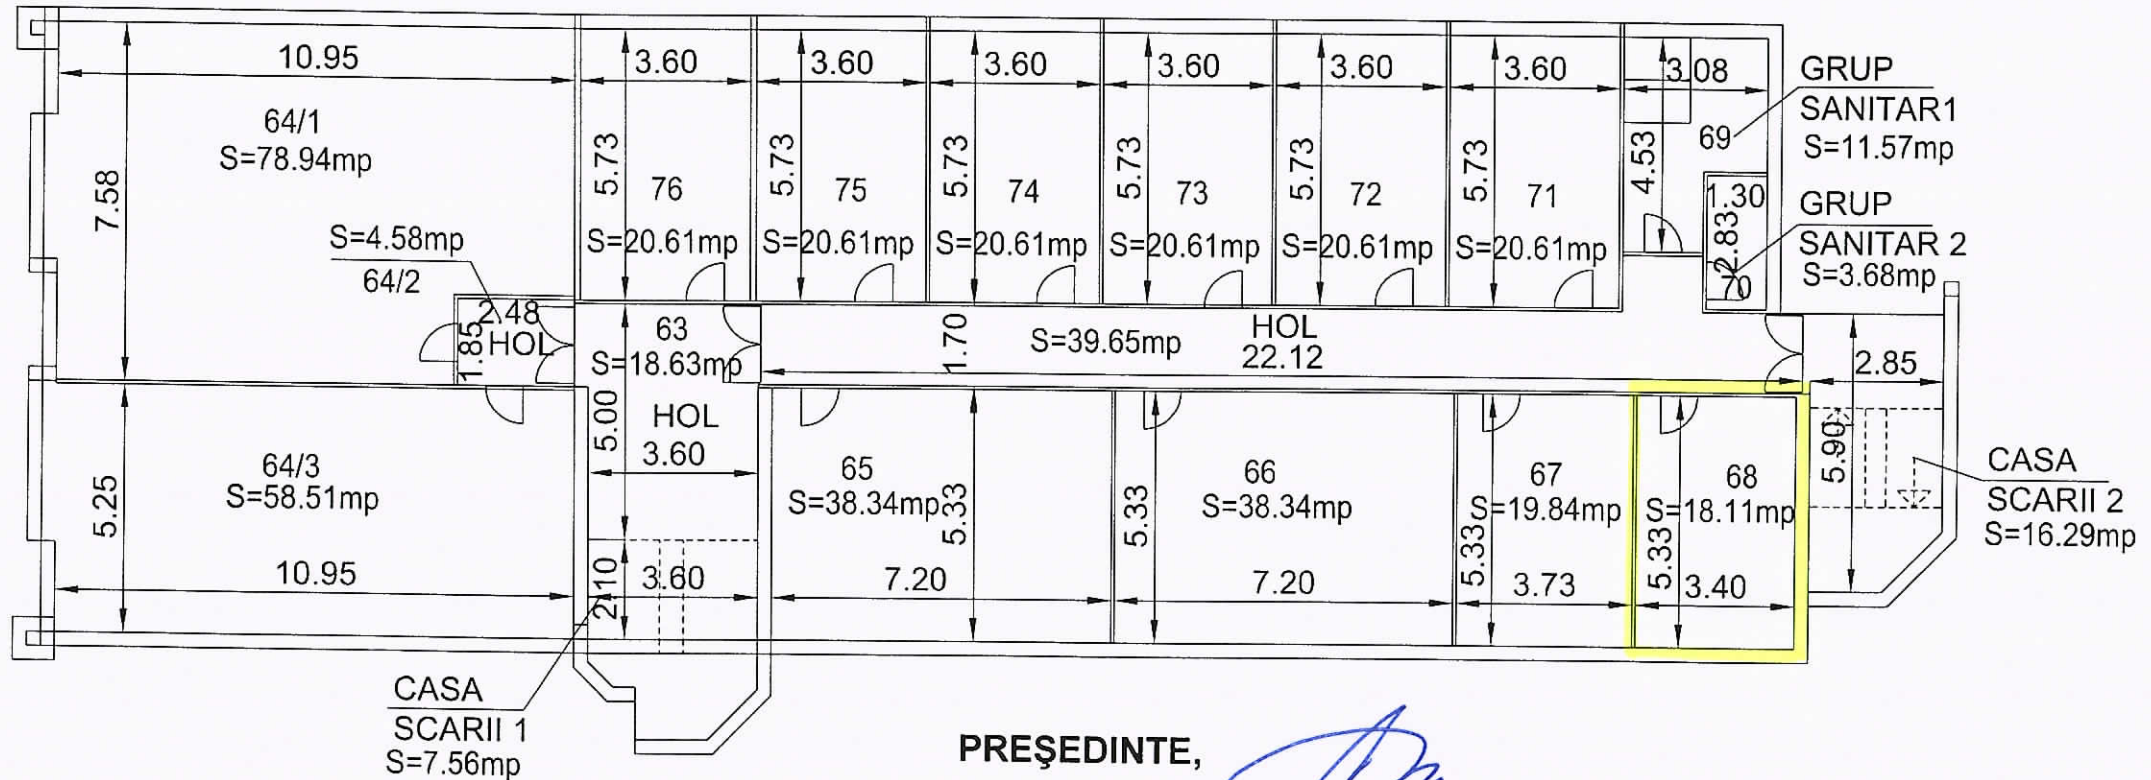 10.95
3.60
3.60
3.60
3.60
3.60
3.60
3.08
GRUP
SANITAR1
S=11.57mp
64/1
S=78.94mp
7.58
5.73
5.73
5.73
5.73
5.73
5.73
4.53
69
76
75
74
73
72
71
1.30
2.83
70
GRUP
SANITAR 2
S=3.68mp
S=20.61mp
S=20.61mp
S=20.61mp
S=20.61mp
S=20.61mp
S=20.61mp
S=4.58mp
64/2
2.48
1.85
HOL
63
S=18.63mp
1.70
S=39.65mp
HOL
22.12
2.85
5.00
HOL
3.60
5.90
CASA
SCARII 2
S=16.29mp
64/3
S=58.51mp
5.25
10.95
65
S=38.34mp
5.33
7.20
66
S=38.34mp
5.33
7.20
67
S=19.84mp
5.33
3.73
68
S=18.11mp
5.33
3.40
2.10
3.60
CASA
SCARII 1
S=7.56mp
PREŞEDINTE,